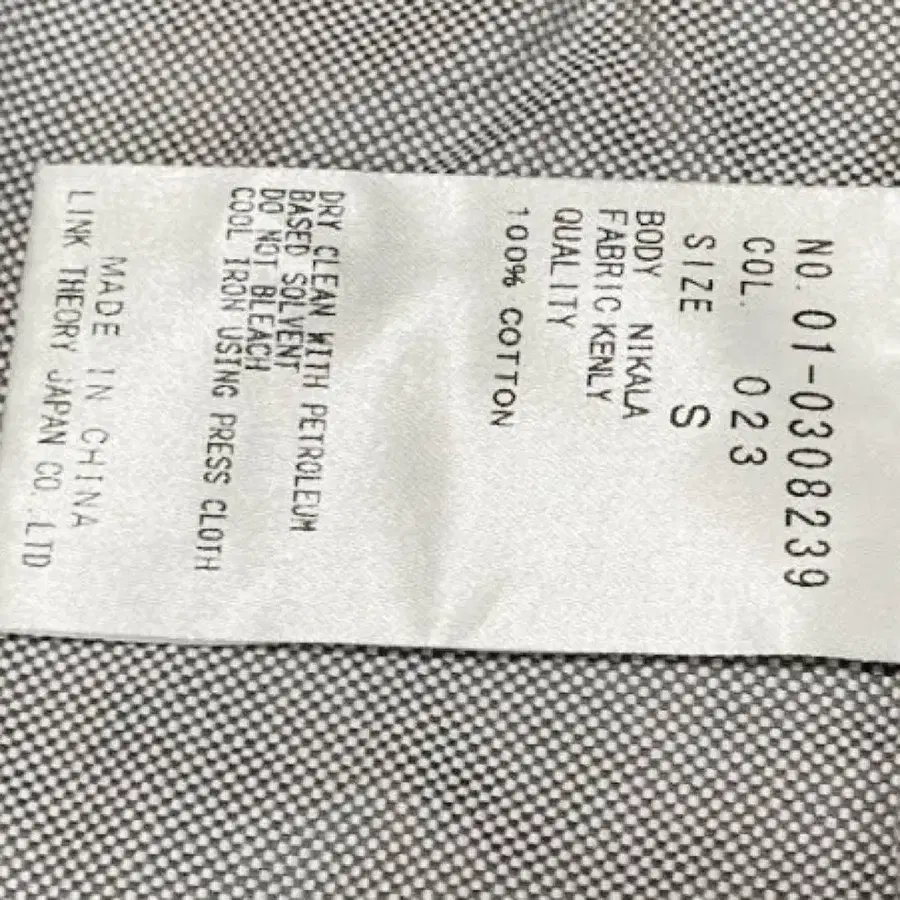 NO. 01-0308239
COL. 023
SIZE S
BODY NIKALA
FABRIC KENLY
QUALITY
100% COTTON
DRY CLEAN WITH PETROLEUM
BASED SOLVENT
DO NOT BLEACH
COOL IRON USING PRESS CLOTH
MADE IN CHINA
LINK THEORY JAPAN CO. LTD